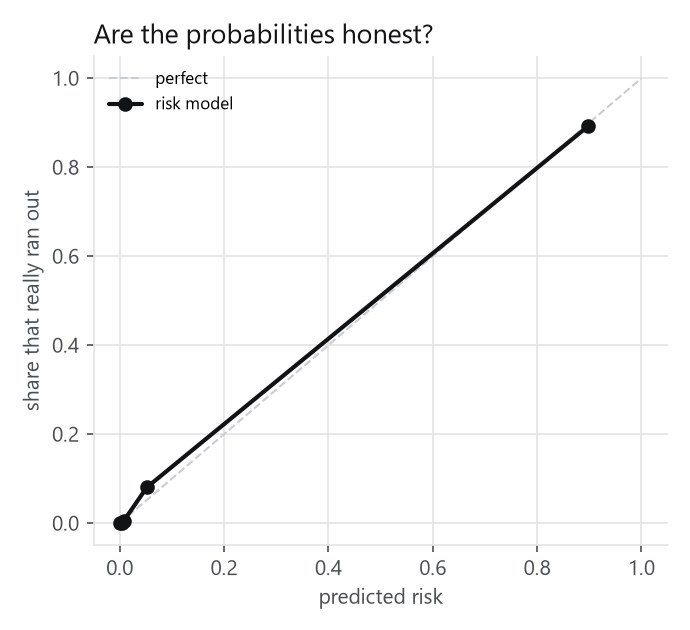 Are the probabilities honest?
perfect
risk model
1.0
0.8
0.6
0.4
0.2
0.0
share that really ran out
0.0 0.2 0.4 0.6 0.8 1.0
predicted risk